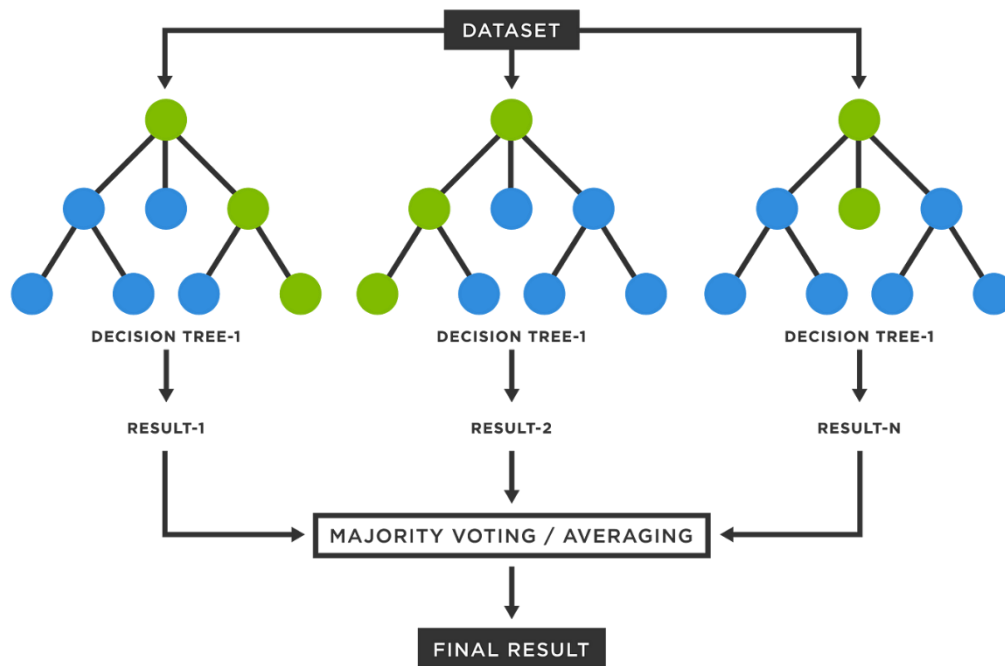 DATASET
DECISION TREE-1
DECISION TREE-1
DECISION TREE-1
RESULT-1
RESULT-2
RESULT-N
MAJORITY VOTING / AVERAGING
FINAL RESULT